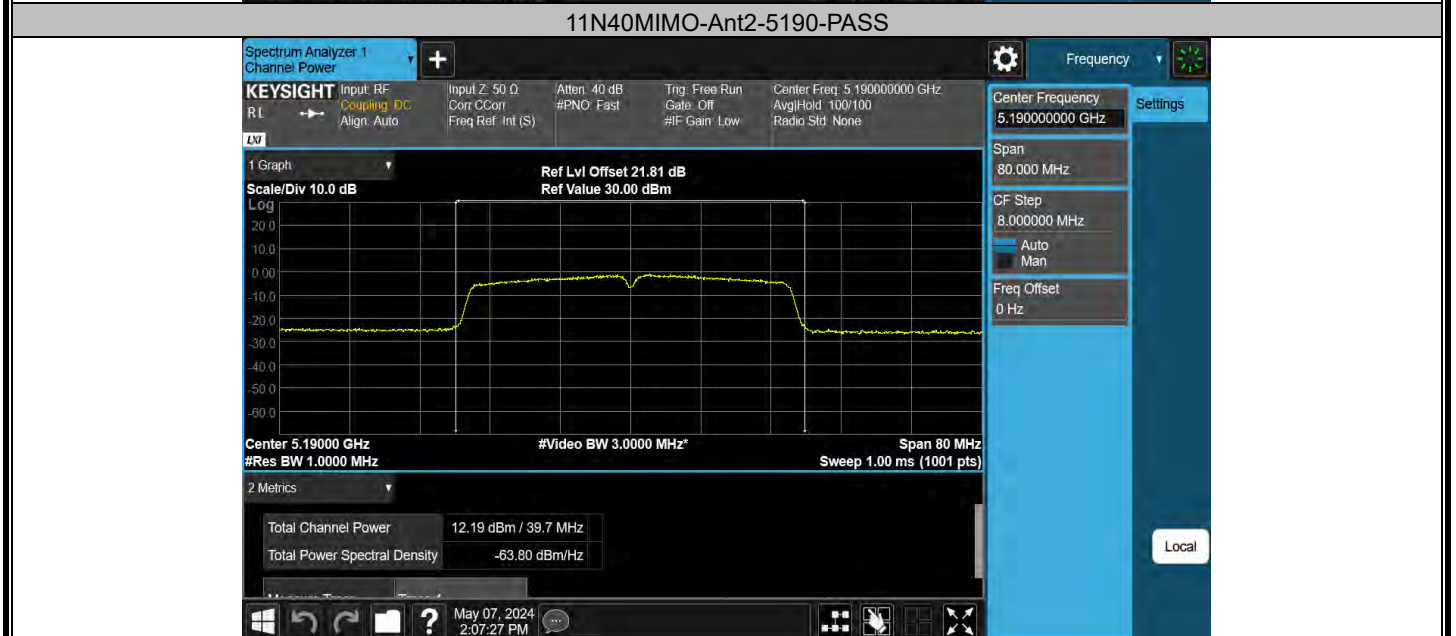 11N40MIMO-Ant2-5190-PASS
Spectrum Analyzer 1
Channel Power
+
Frequency
KEYSIGHT
RL
LXI
Input: RF
Coupling: DC
Align: Auto
Input Z: 50 Ω
Corr CCorr
Freq Ref: Int (S)
Atten: 40 dB
#PNO: Fast
Trig: Free Run
Gate: Off
#IF Gain: Low
Center Freq: 5.190000000 GHz
Avg|Hold: 100/100
Radio Std: None
Center Frequency
5.190000000 GHz
Settings
Span
80.000 MHz
CF Step
8.000000 MHz
Auto
Man
Freq Offset
0 Hz
1 Graph
Scale/Div 10.0 dB
Ref Lvl Offset 21.81 dB
Ref Value 30.00 dBm
Log
20.0
10.0
0.00
-10.0
-20.0
-30.0
-40.0
-50.0
-60.0
Center 5.19000 GHz
#Video BW 3.0000 MHz*
Span 80 MHz
#Res BW 1.0000 MHz
Sweep 1.00 ms (1001 pts)
2 Metrics
Total Channel Power 12.19 dBm / 39.7 MHz
Total Power Spectral Density -63.80 dBm/Hz
Local
?
May 07, 2024
2:07:27 PM